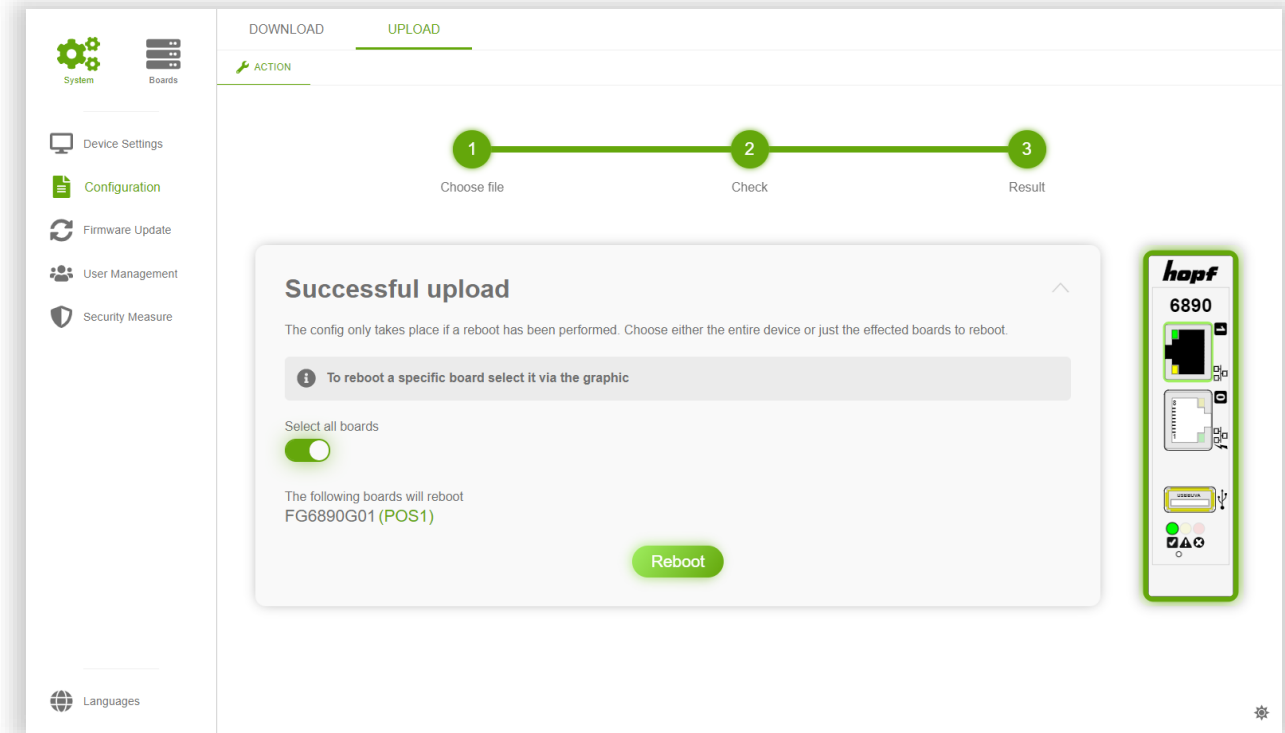 DOWNLOAD UPLOAD
ACTION
System Boards
Device Settings
Configuration
Firmware Update
User Management
Security Measure
Languages
1 2 3
Choose file Check Result
Successful upload
The config only takes place if a reboot has been performed. Choose either the entire device or just the effected boards to reboot.
To reboot a specific board select it via the graphic
Select all boards
The following boards will reboot
FG6890G01 (POS1)
Reboot
hopf
6890
1
0